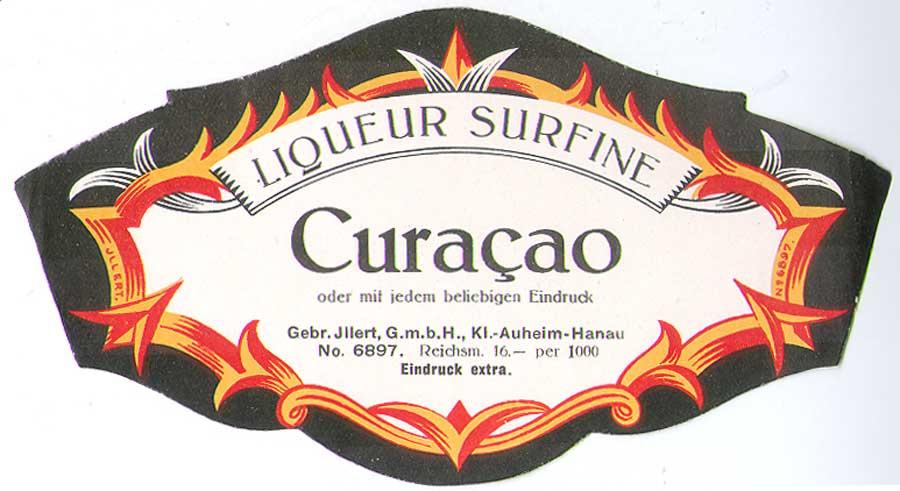 LIQUEUR SURFINE
Curaçao
oder mit jedem beliebigen Eindruck
Gebr. Jllert, G.m.b.H., Kl.-Auheim-Hanau
No. 6897. Reichsm. 16.— per 1000
Eindruck extra.
JLLERT.
No 6897.